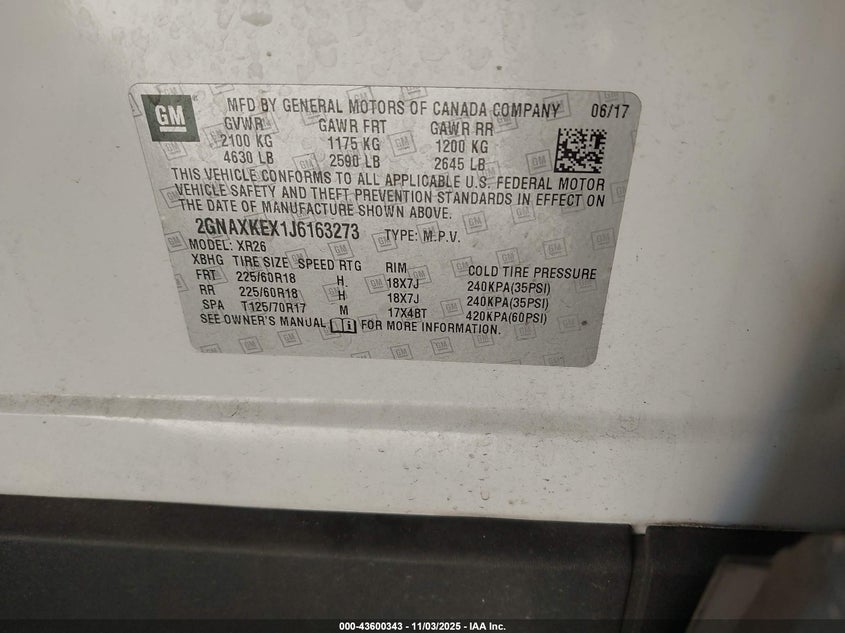 GM
MFD BY GENERAL MOTORS OF CANADA COMPANY 06/17
GVWR GAWR FRT GAWR RR
2100 KG 1175 KG 1200 KG
4630 LB 2590 LB 2645 LB
THIS VEHICLE CONFORMS TO ALL APPLICABLE U.S. FEDERAL MOTOR
VEHICLE SAFETY AND THEFT PREVENTION STANDARDS IN EFFECT ON
THE DATE OF MANUFACTURE SHOWN ABOVE.
2GNAXKEX1J6163273 TYPE: M.P.V.
MODEL: XR26
XBHG TIRE SIZE SPEED RTG RIM COLD TIRE PRESSURE
FRT 225/60R18 H 18X7J 240KPA(35PSI)
RR 225/60R18 H 18X7J 240KPA(35PSI)
SPA T125/70R17 M 17X4BT 420KPA(60PSI)
SEE OWNER'S MANUAL FOR MORE INFORMATION.
000-43600343 - 11/03/2025 - IAA Inc.